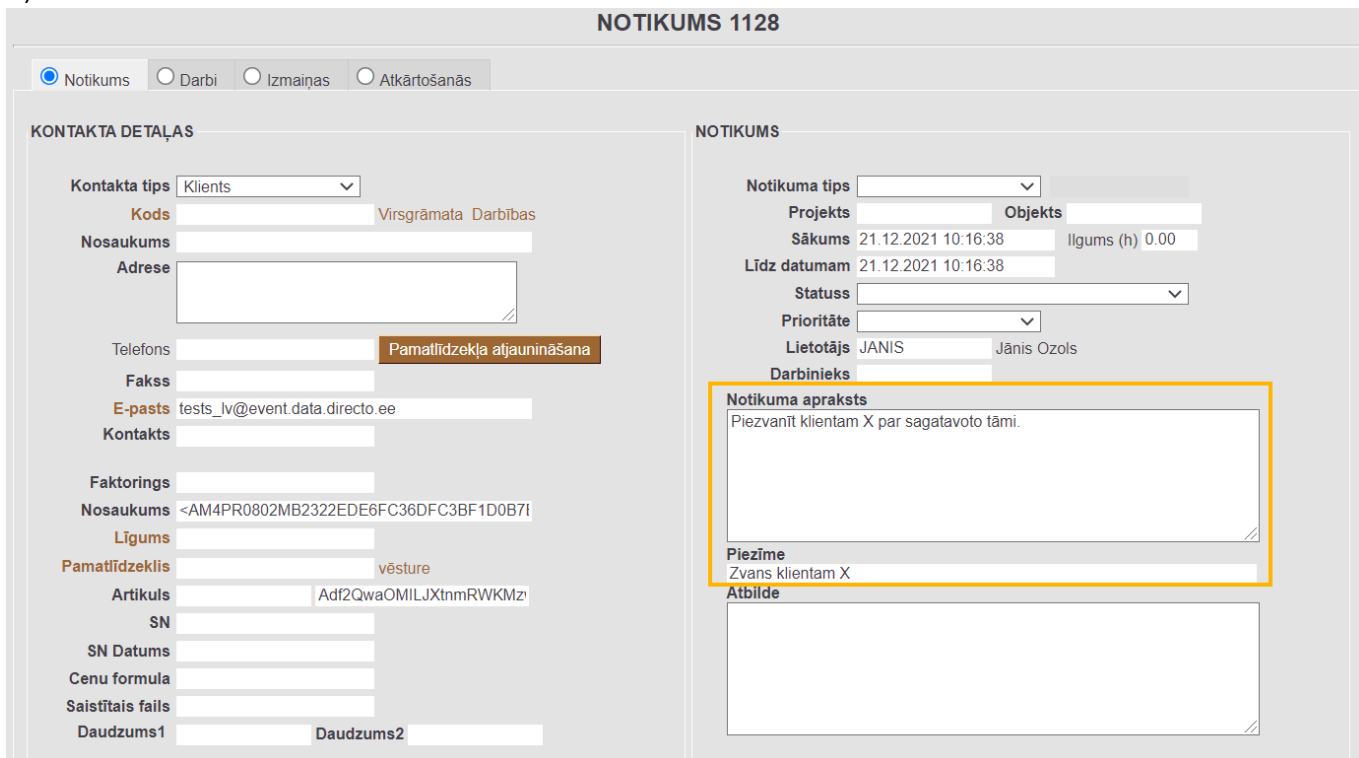 NOTIKUMS 1128
Notikums Darbi Izmaiņas Atkārtošanās
KONTAKTA DETAĻAS
Kontakta tips Klients
Kods Virsgrāmata Darbības
Nosaukums
Adrese
Telefons Pamatlīdzekļa atjaunināšana
Fakss
E-pasts tests_lv@event.data.directo.ee
Kontakts
Faktorings
Nosaukums <AM4PR0802MB2322EDE6FC36DFC3BF1D0B7
Līgums
Pamatlīdzeklis vēsture
Artikuls Adf2QwaOMILJXtnmRWKMz
SN
SN Datums
Cenu formula
Saistītais fails
Daudzums1 Daudzums2
NOTIKUMS
Notikuma tips
Projekts Objekts
Sākums 21.12.2021 10:16:38 Ilgums (h) 0.00
Līdz datumam 21.12.2021 10:16:38
Statuss
Prioritāte
Lietotājs JANIS Jānis Ozols
Darbinieks
Notikuma apraksts
Piezvanīt klientam X par sagatavoto tāmi.
Piezīme
Zvans klientam X
Atbilde